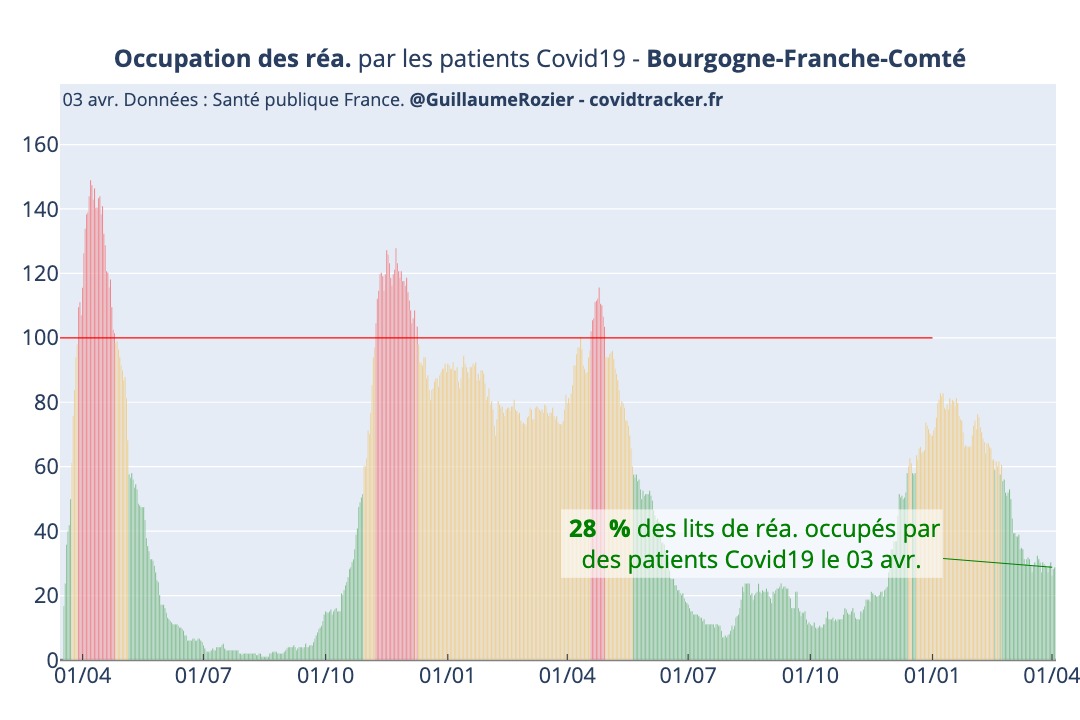 Occupation des réa. par les patients Covid19 - Bourgogne-Franche-Comté
03 avr. Données : Santé publique France. @GuillaumeRozier - covidtracker.fr
160
140
120
100
80
60
40
28 % des lits de réa. occupés par
des patients Covid19 le 03 avr.
20
0
01/04 01/07 01/10 01/01 01/04 01/07 01/10 01/01 01/04